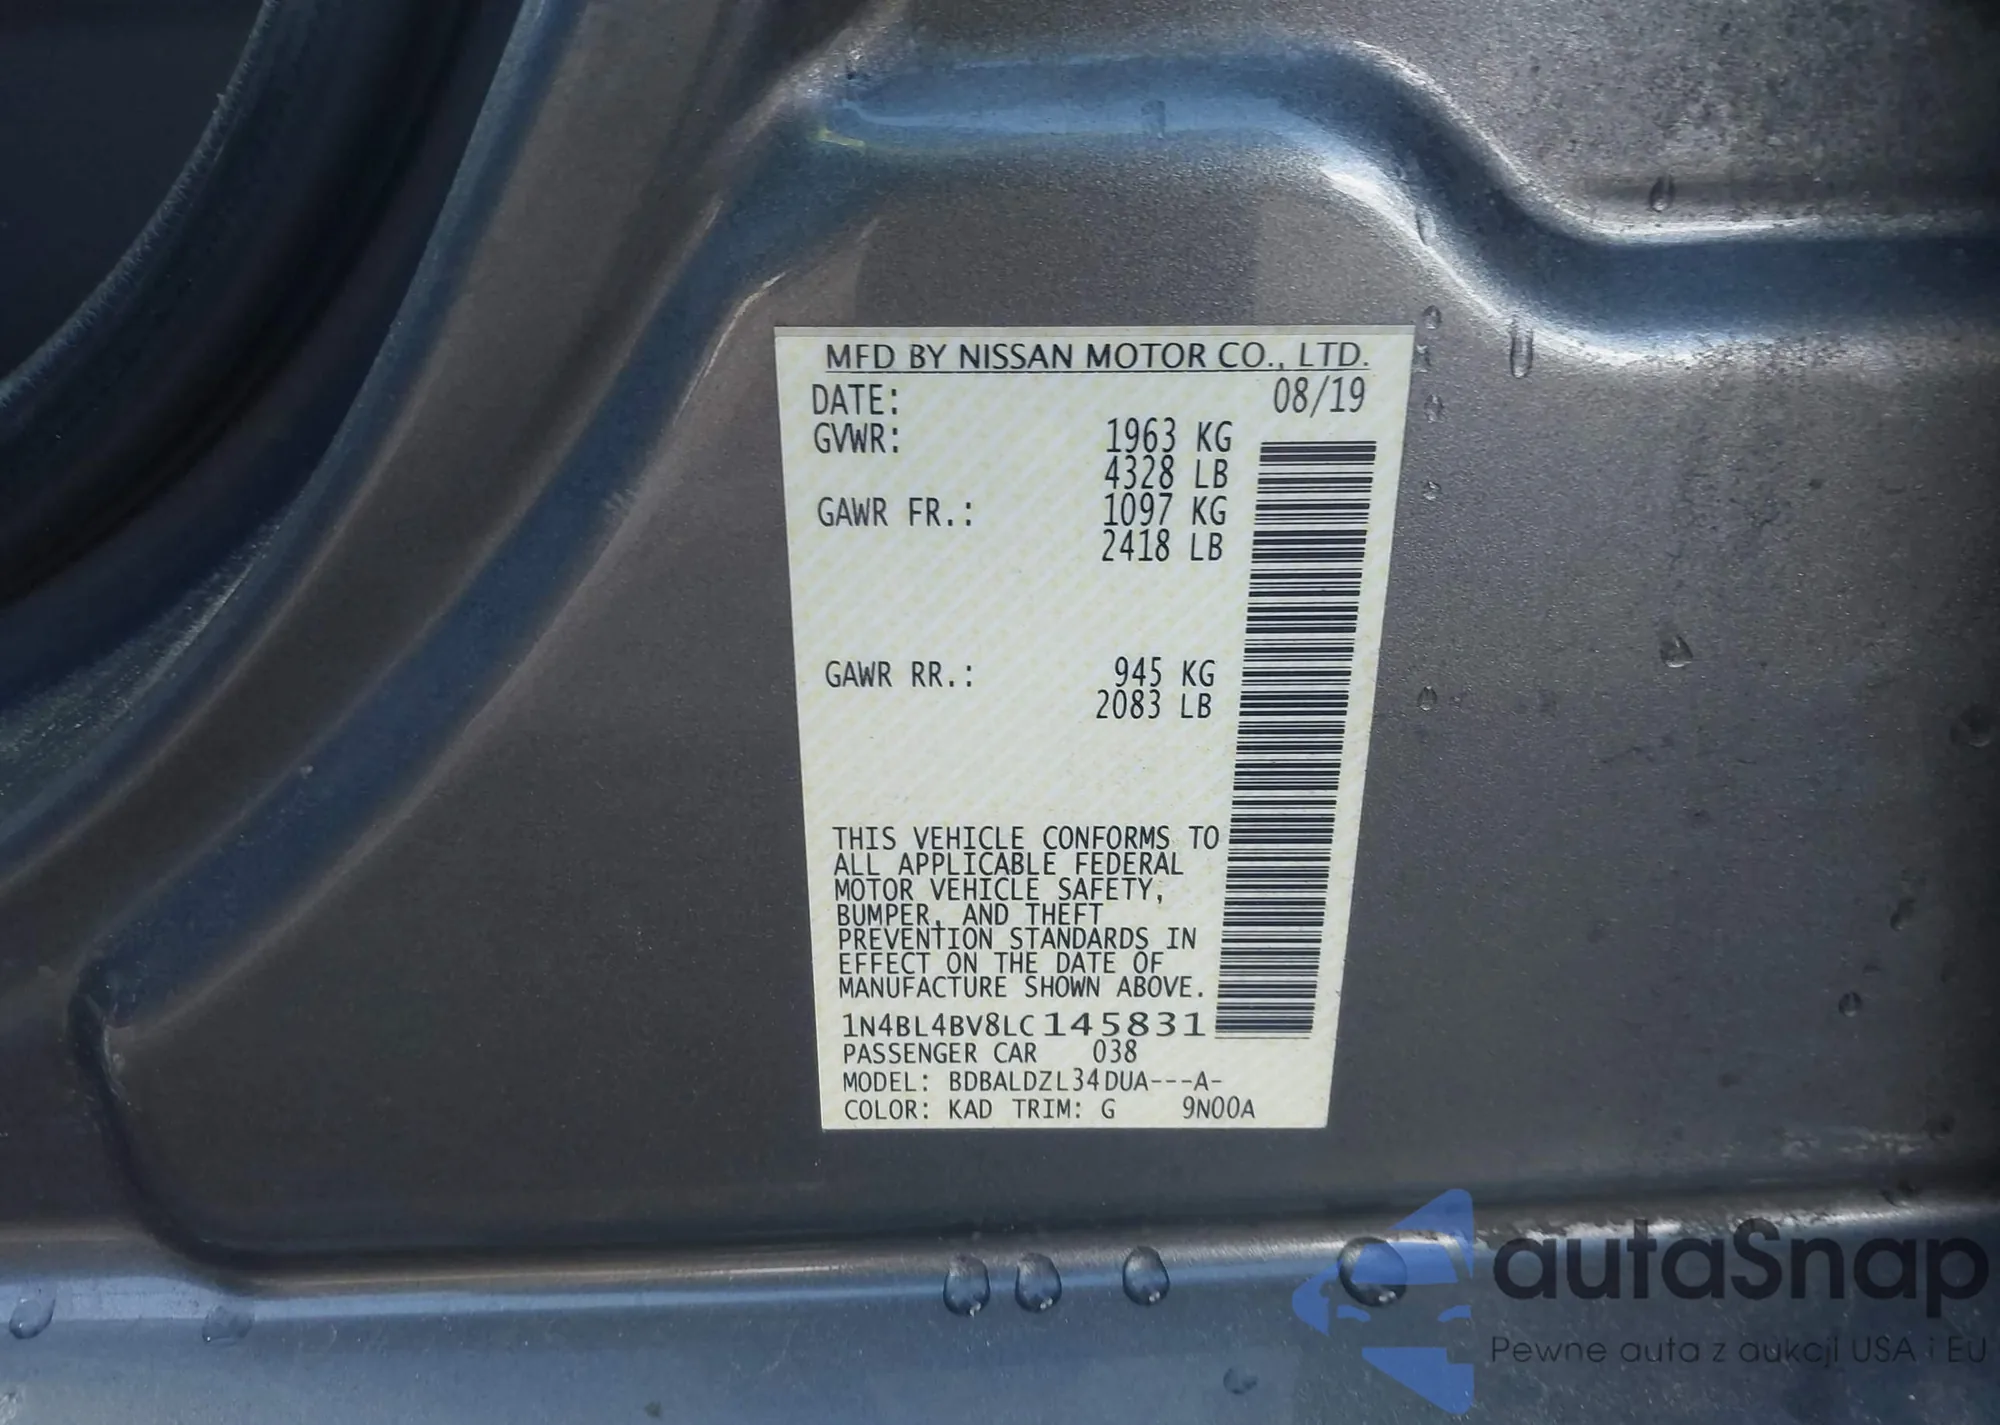 MFD BY NISSAN MOTOR CO., LTD.
DATE: 08/19
GVWR: 1963 KG
4328 LB
GAWR FR.: 1097 KG
2418 LB
GAWR RR.: 945 KG
2083 LB
THIS VEHICLE CONFORMS TO
ALL APPLICABLE FEDERAL
MOTOR VEHICLE SAFETY,
BUMPER, AND THEFT
PREVENTION STANDARDS IN
EFFECT ON THE DATE OF
MANUFACTURE SHOWN ABOVE.
1N4BL4BV8LC145831
PASSENGER CAR 038
MODEL: BDBALDZL34DUA---A-
COLOR: KAD TRIM: G 9N00A
autaSnap
Pewne auta z aukcji USA i EU